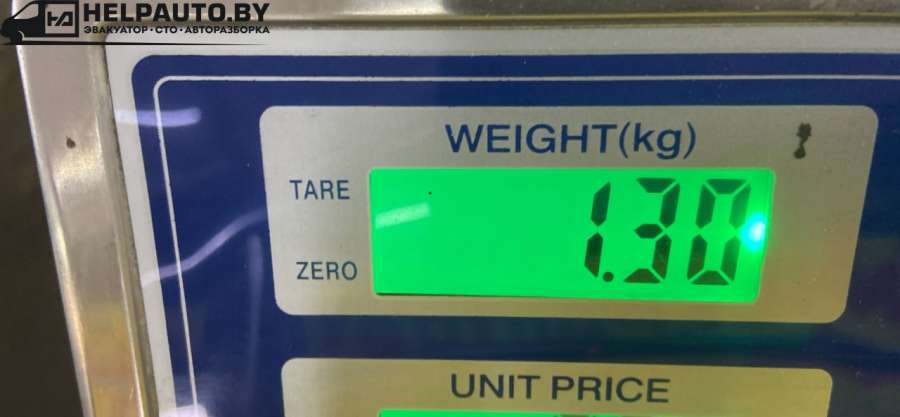 HELPAUTO.BY
ЭВАКУАТОР · СТО · АВТОРАЗБОРКА
WEIGHT(kg)
TARE
1.30
ZERO
UNIT PRICE